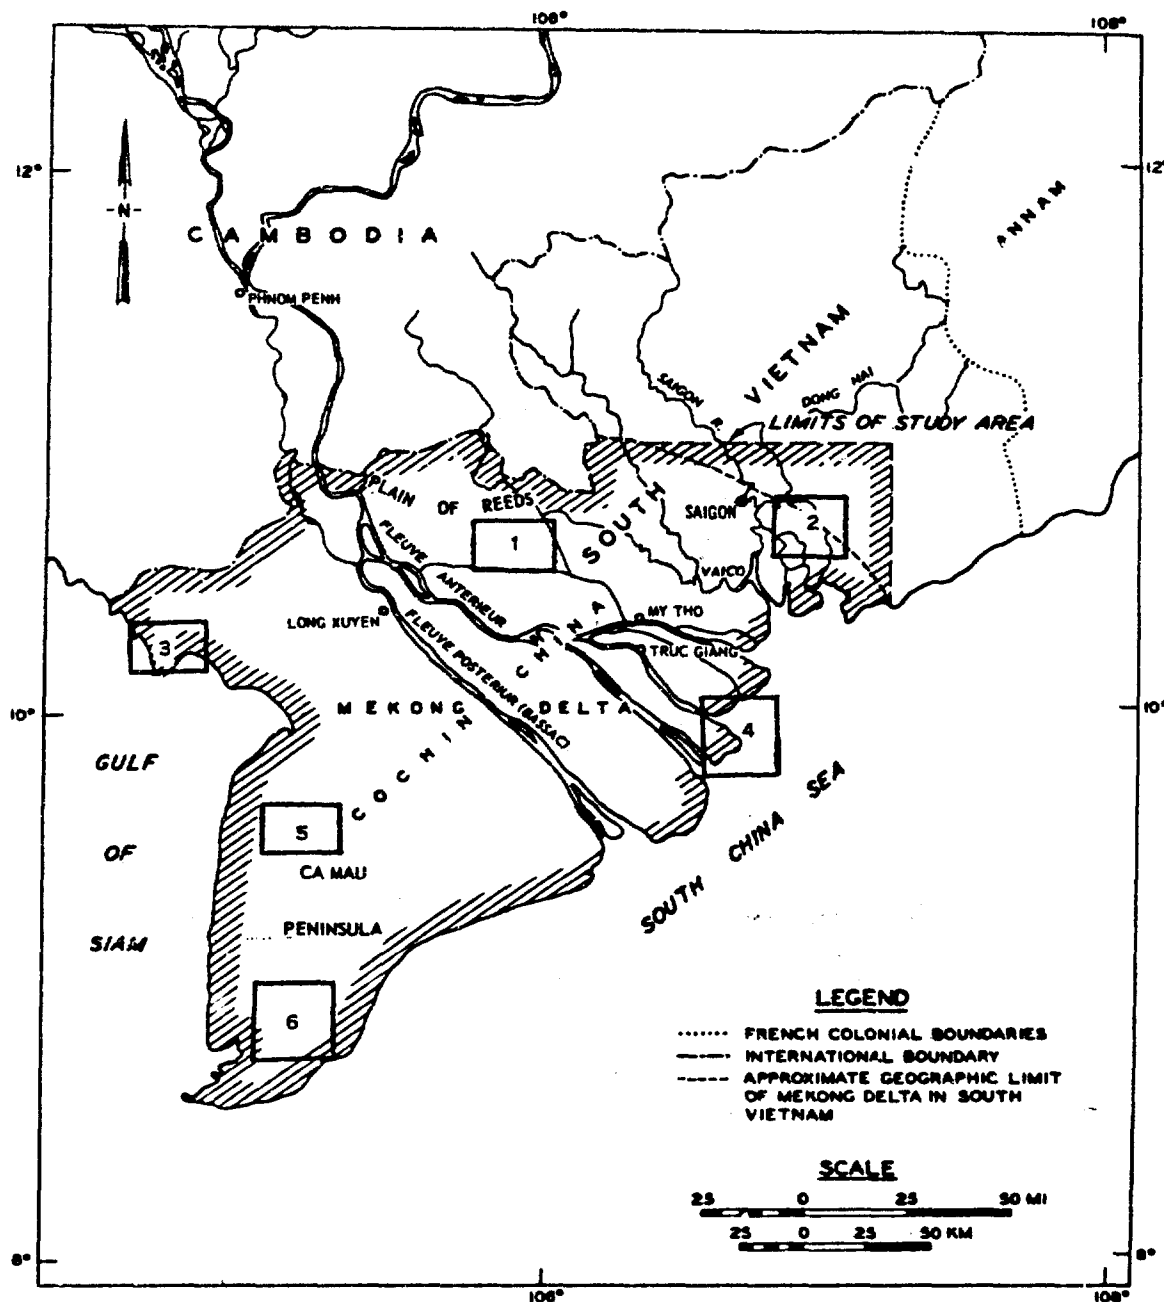 106°
108°
12°
12°
-N-
CAMBODIA
ANNAM
PHNOM PENH
VIETNAM
SAIGON R.
DONG NAI
LIMITS OF STUDY AREA
PLAIN OF REEDS
SOUTH
SAIGON
2
1
FLEUVE ANTERIEUR
VAICO
LONG XUYEN
MY THO
FLEUVE POSTERIUR (BASSAC)
TRUC GIANG
3
COCHIN CHINA
MEKONG DELTA
10°
10°
4
GULF
OF
SIAM
SOUTH CHINA SEA
5
CA MAU
PENINSULA
6
LEGEND
FRENCH COLONIAL BOUNDARIES
INTERNATIONAL BOUNDARY
APPROXIMATE GEOGRAPHIC LIMIT
OF MEKONG DELTA IN SOUTH
VIETNAM
SCALE
25 0 25 50 MI
25 0 25 50 KM
8°
8°
106°
108°